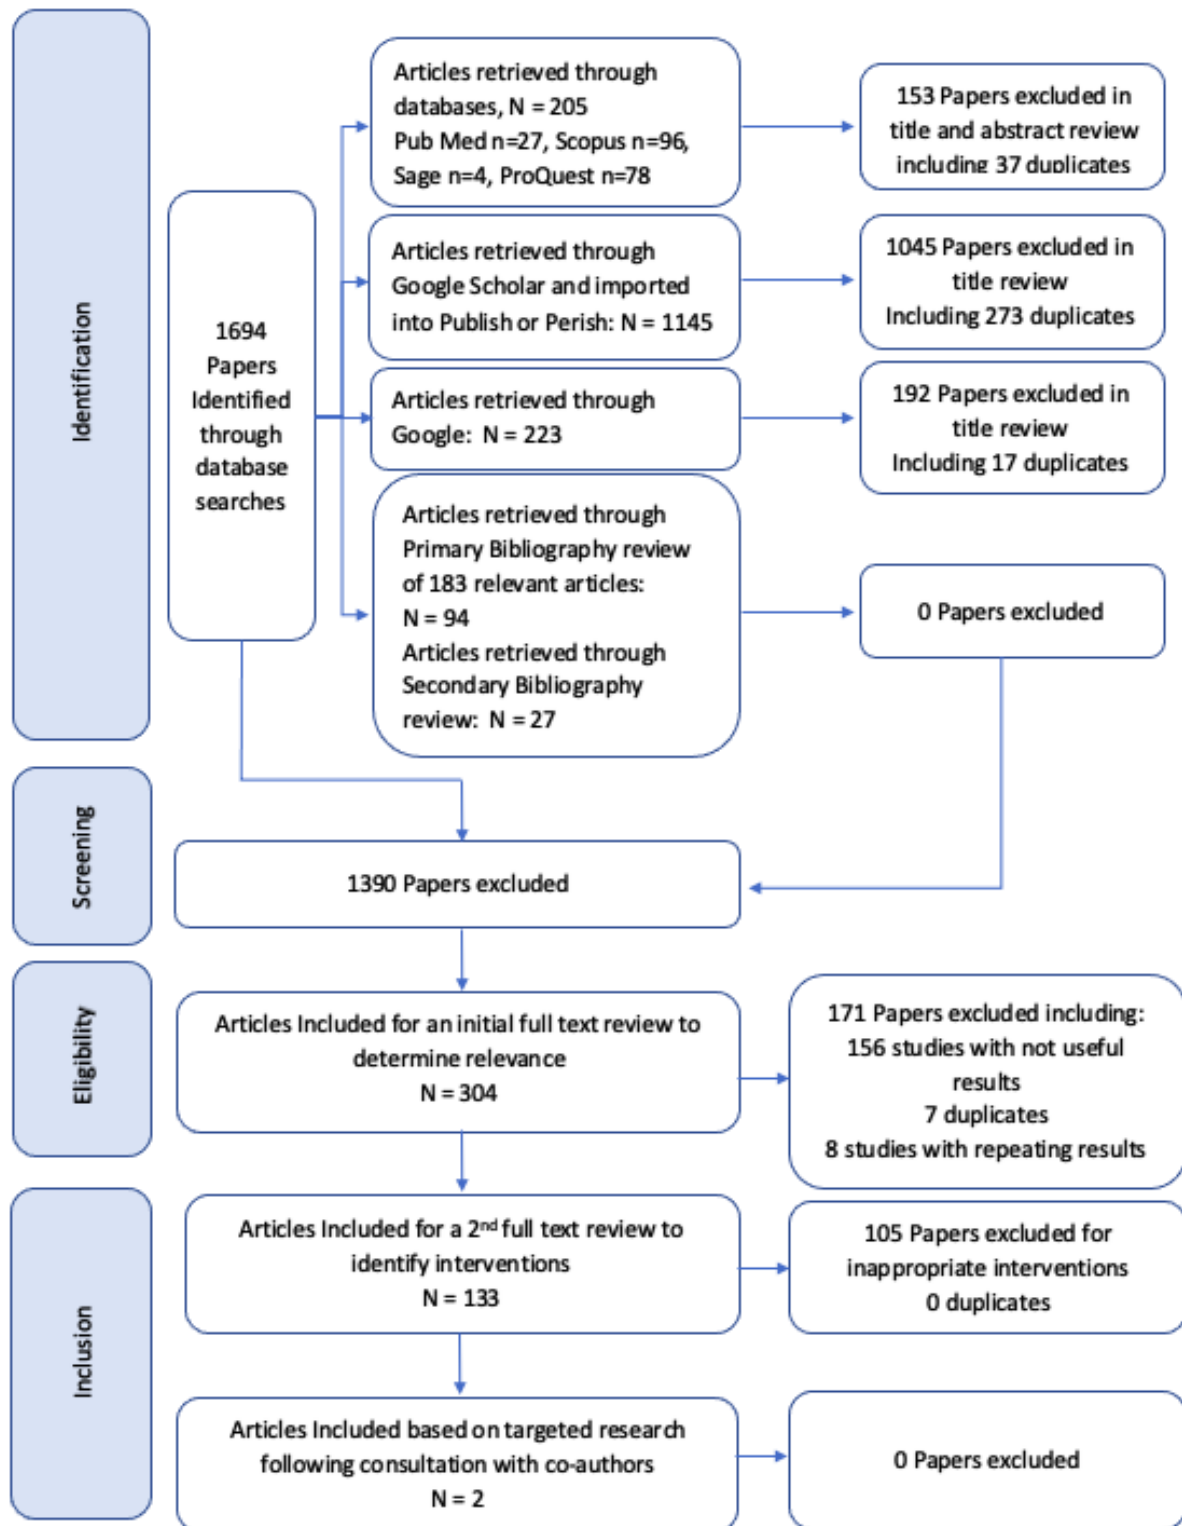 Identification
1694
Papers
Identified
through
database
searches
Articles retrieved through
databases, N = 205
Pub Med n=27, Scopus n=96,
Sage n=4, ProQuest n=78
153 Papers excluded in
title and abstract review
including 37 duplicates
Articles retrieved through
Google Scholar and imported
into Publish or Perish: N = 1145
1045 Papers excluded in
title review
Including 273 duplicates
Articles retrieved through
Google: N = 223
192 Papers excluded in
title review
Including 17 duplicates
Articles retrieved through
Primary Bibliography review
of 183 relevant articles:
N = 94
Articles retrieved through
Secondary Bibliography
review: N = 27
0 Papers excluded
Screening
1390 Papers excluded
Eligibility
Articles Included for an initial full text review to
determine relevance
N = 304
171 Papers excluded including:
156 studies with not useful
results
7 duplicates
8 studies with repeating results
Inclusion
Articles Included for a 2nd full text review to
identify interventions
N = 133
105 Papers excluded for
inappropriate interventions
0 duplicates
Articles Included based on targeted research
following consultation with co-authors
N = 2
0 Papers excluded